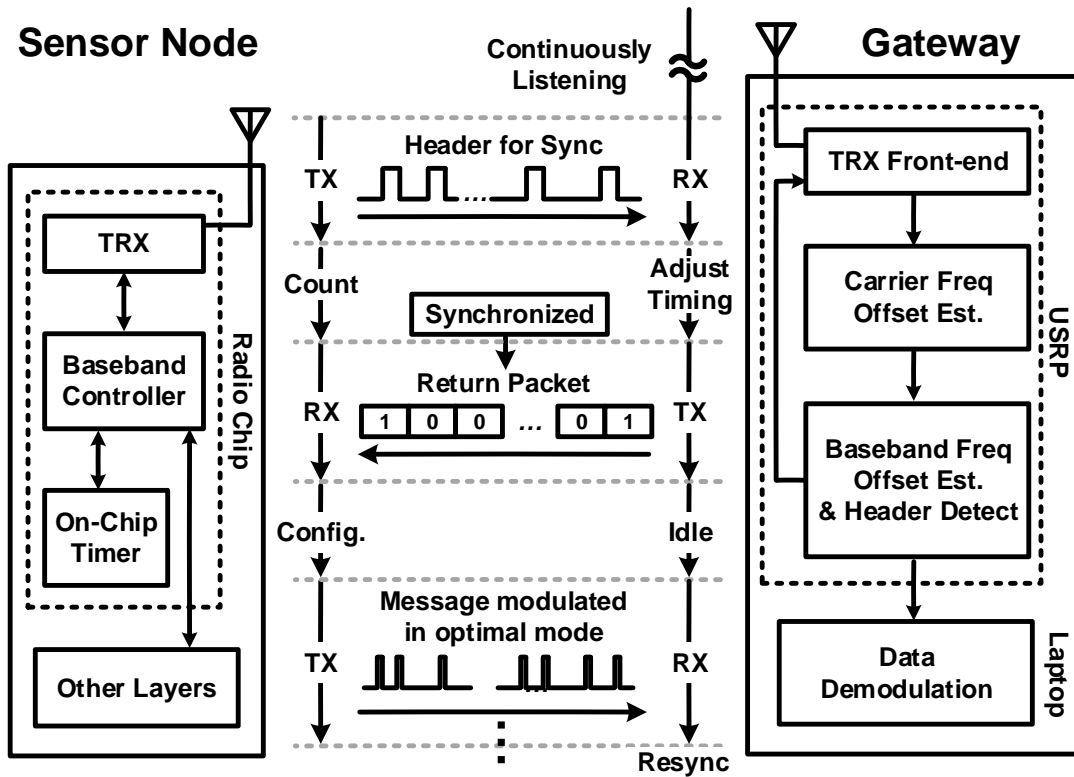 Sensor Node
TRX
Baseband
Controller
On-Chip
Timer
Radio Chip
Other Layers
Continuously
Listening
Header for Sync
TX
...
RX
Count
Adjust
Timing
Synchronized
Return Packet
RX
1 0 0 ... 0 1
TX
Config.
Idle
Message modulated
in optimal mode
TX
...
RX
Resync
Gateway
TRX Front-end
Carrier Freq
Offset Est.
Baseband Freq
Offset Est.
& Header Detect
USRP
Data
Demodulation
Laptop